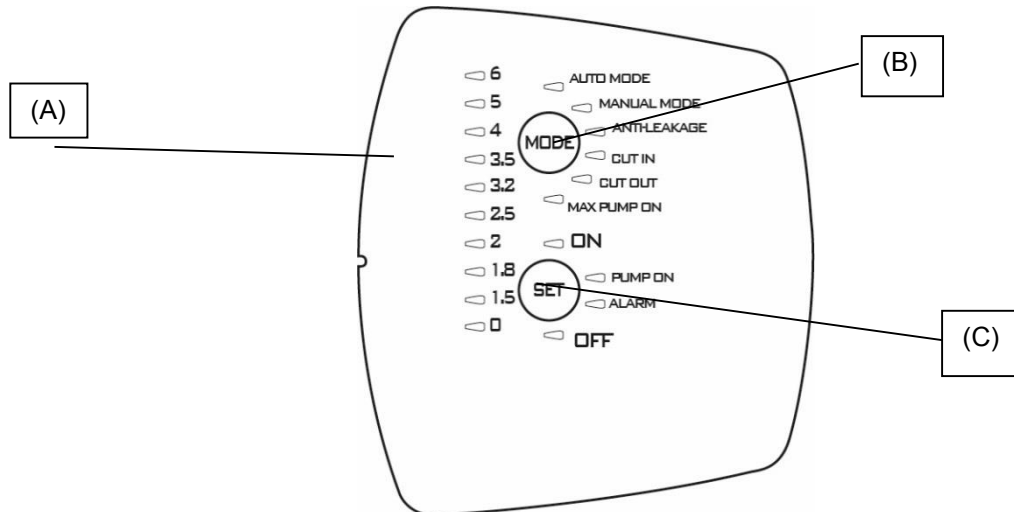 (A)
(B)
(C)
6
5
4
3.5
3.2
2.5
2
1.8
1.5
0
AUTO MODE
MANUAL MODE
ANTI-LEAKAGE
MODE
CUT IN
CUT OUT
MAX PUMP ON
ON
PUMP ON
SET
ALARM
OFF